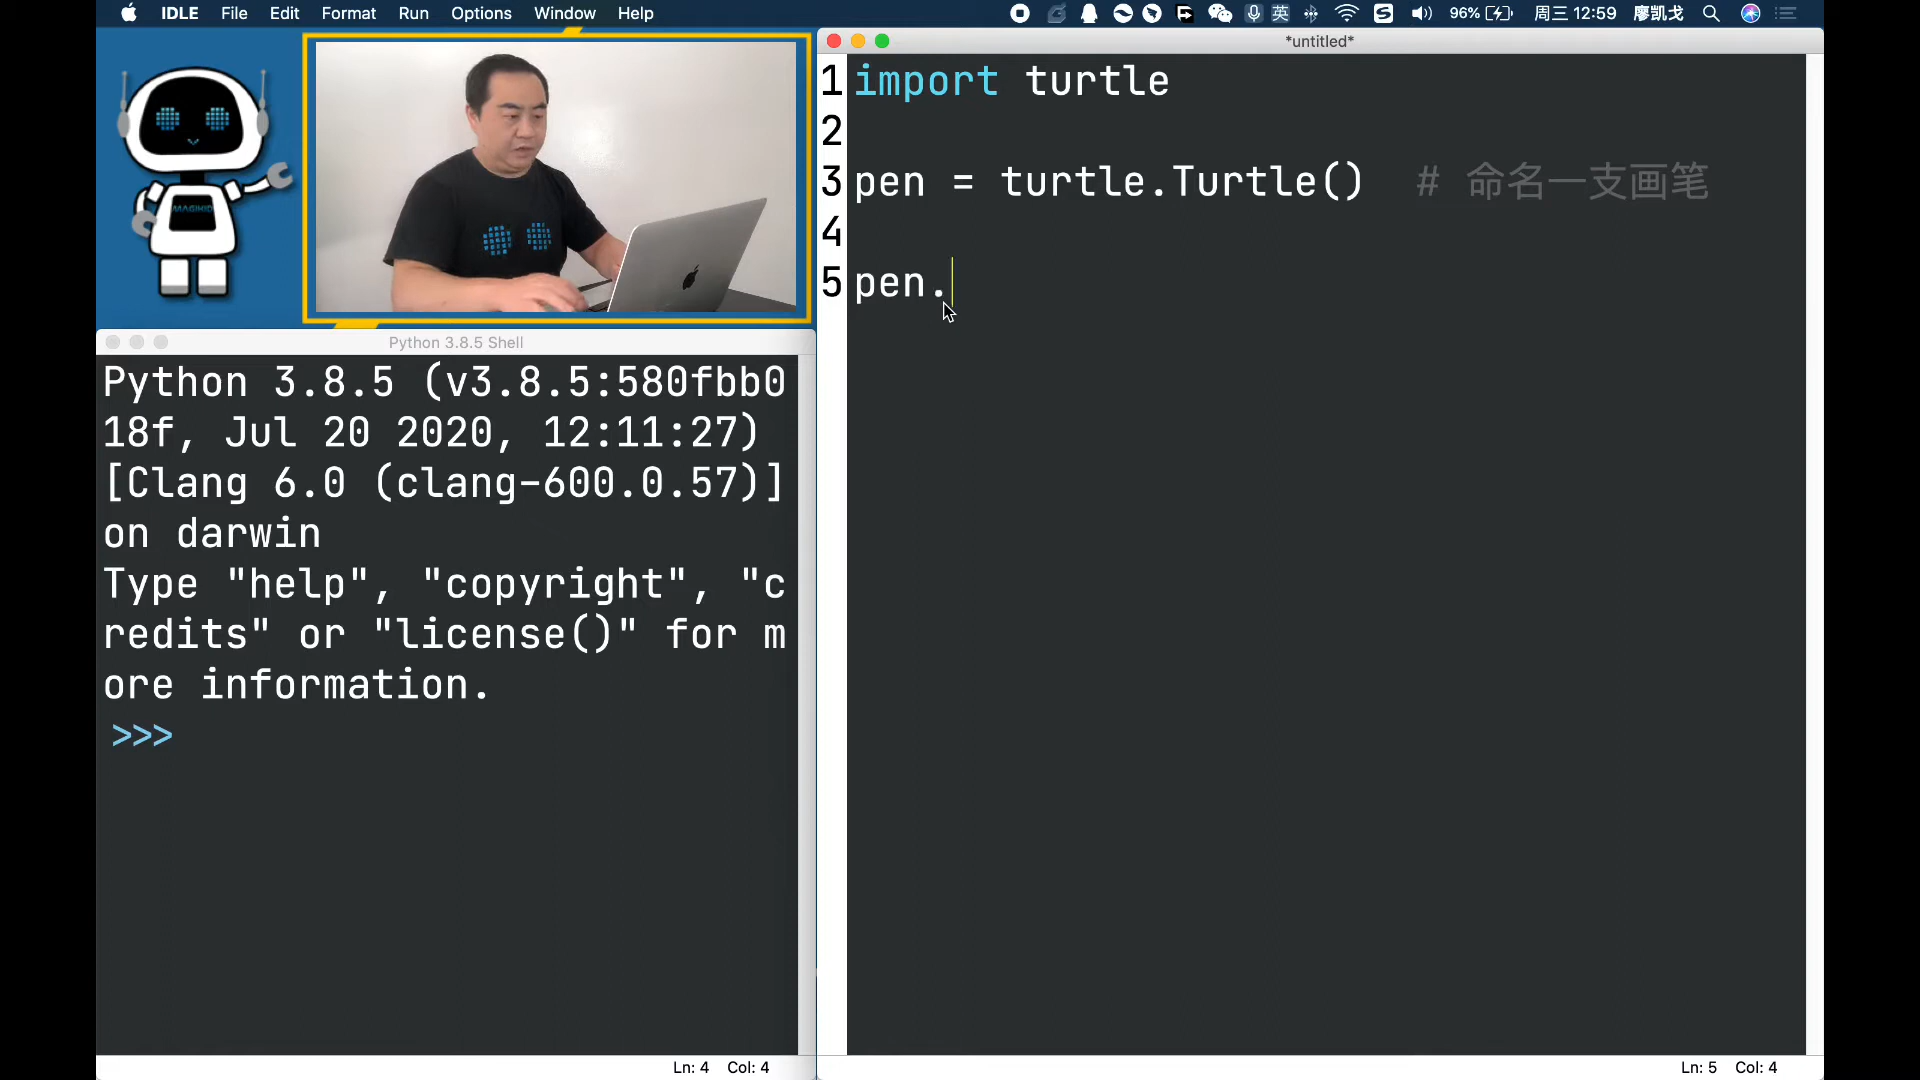 IDLE File Edit Format Run Options Window Help
英 96% 周三 12:59 廖凯戈
MAGIKID
*untitled*
1 import turtle
2
3 pen = turtle.Turtle()  # 命名一支画笔
4
5 pen.
Ln: 5 Col: 4
Python 3.8.5 Shell
Python 3.8.5 (v3.8.5:580fbb0
18f, Jul 20 2020, 12:11:27)
[Clang 6.0 (clang-600.0.57)]
on darwin
Type "help", "copyright", "c
redits" or "license()" for m
ore information.
>>>
Ln: 4 Col: 4